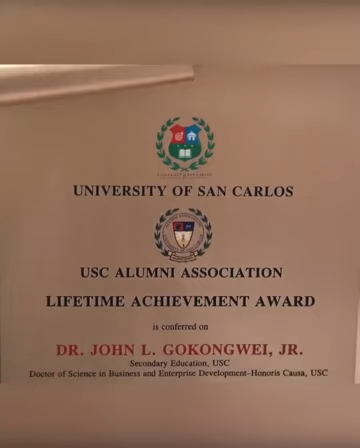 UNIVERSITY OF SAN CARLOS
USC ALUMNI ASSOCIATION
LIFETIME ACHIEVEMENT AWARD
is conferred on
DR. JOHN L. GOKONGWEI, JR.
Secondary Education, USC
Doctor of Science in Business and Enterprise Development–Honoris Causa, USC